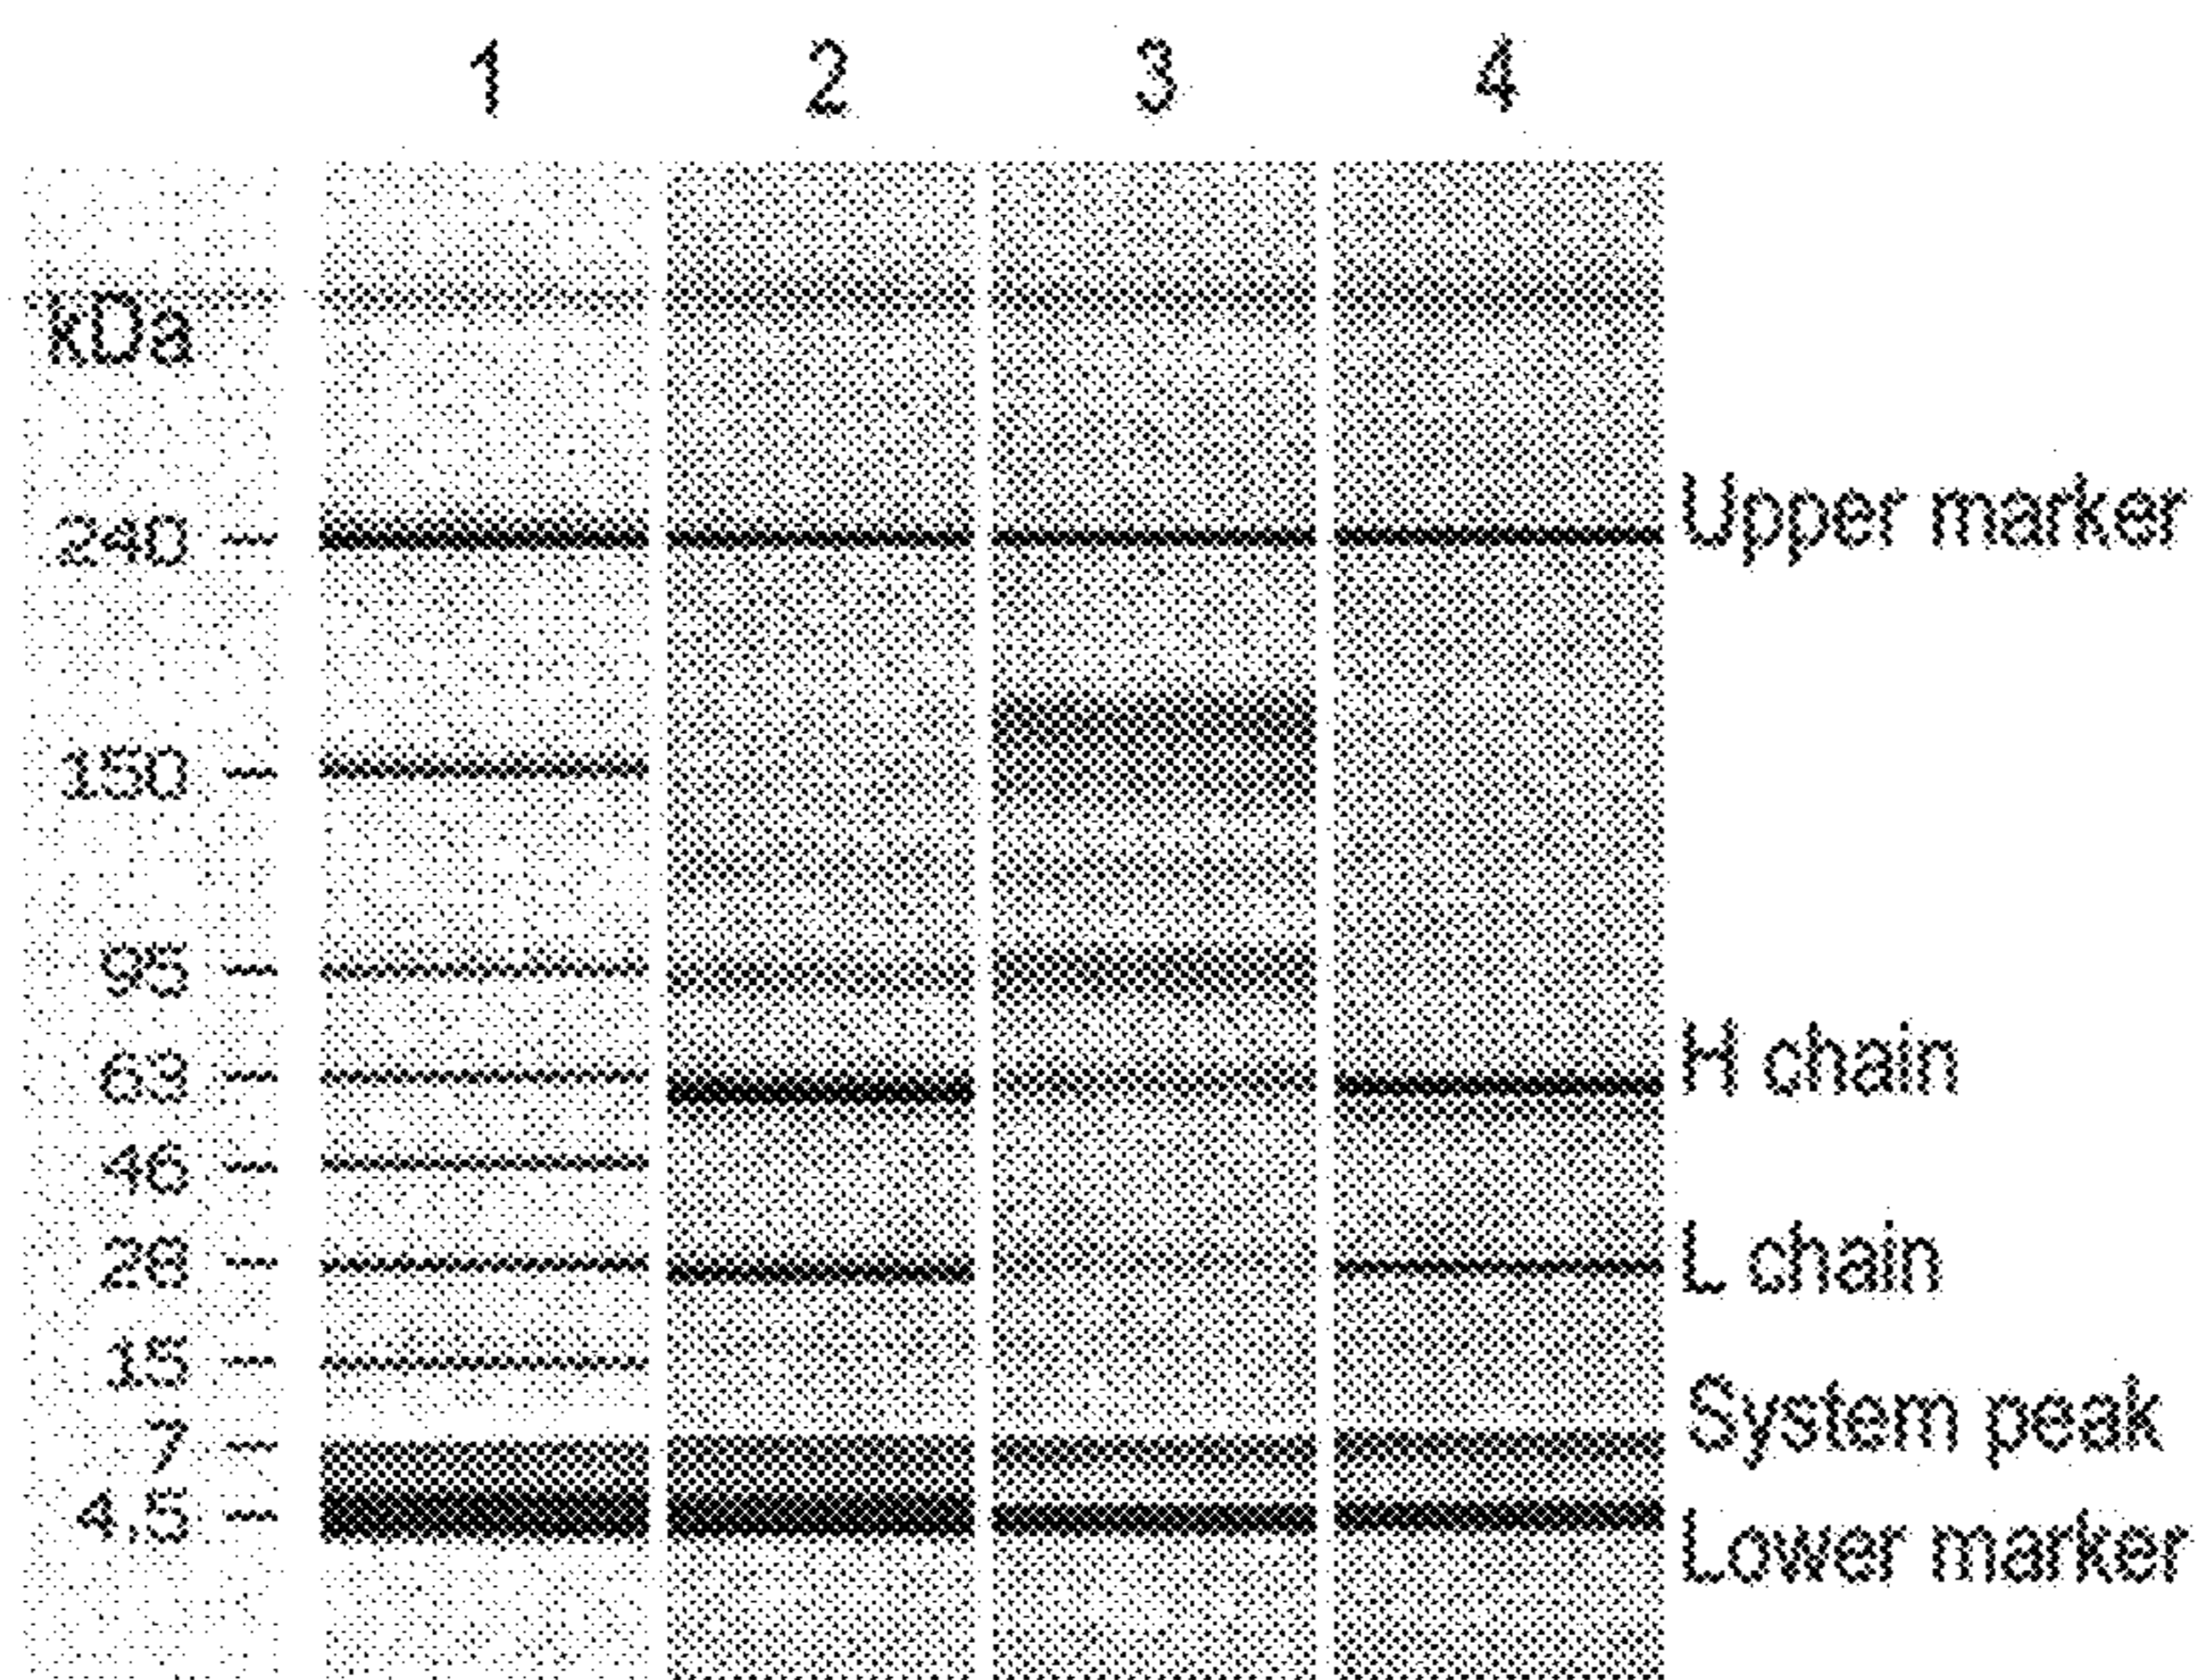 1 2 3 4
kDa
240
Upper marker
150
95
H chain
63
46
L chain
28
15
System peak
7
4.5
Lower marker